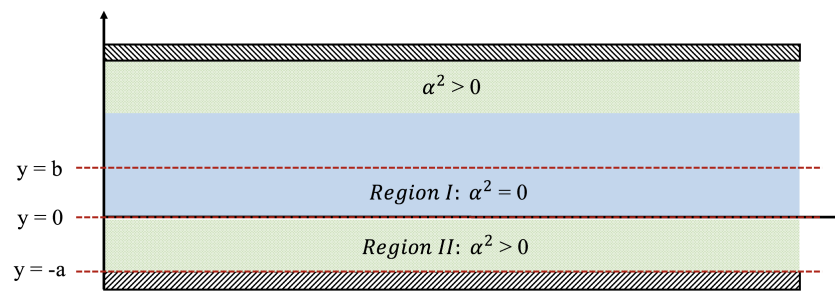 α² > 0
y = b
Region I: α² = 0
y = 0
Region II: α² > 0
y = -a